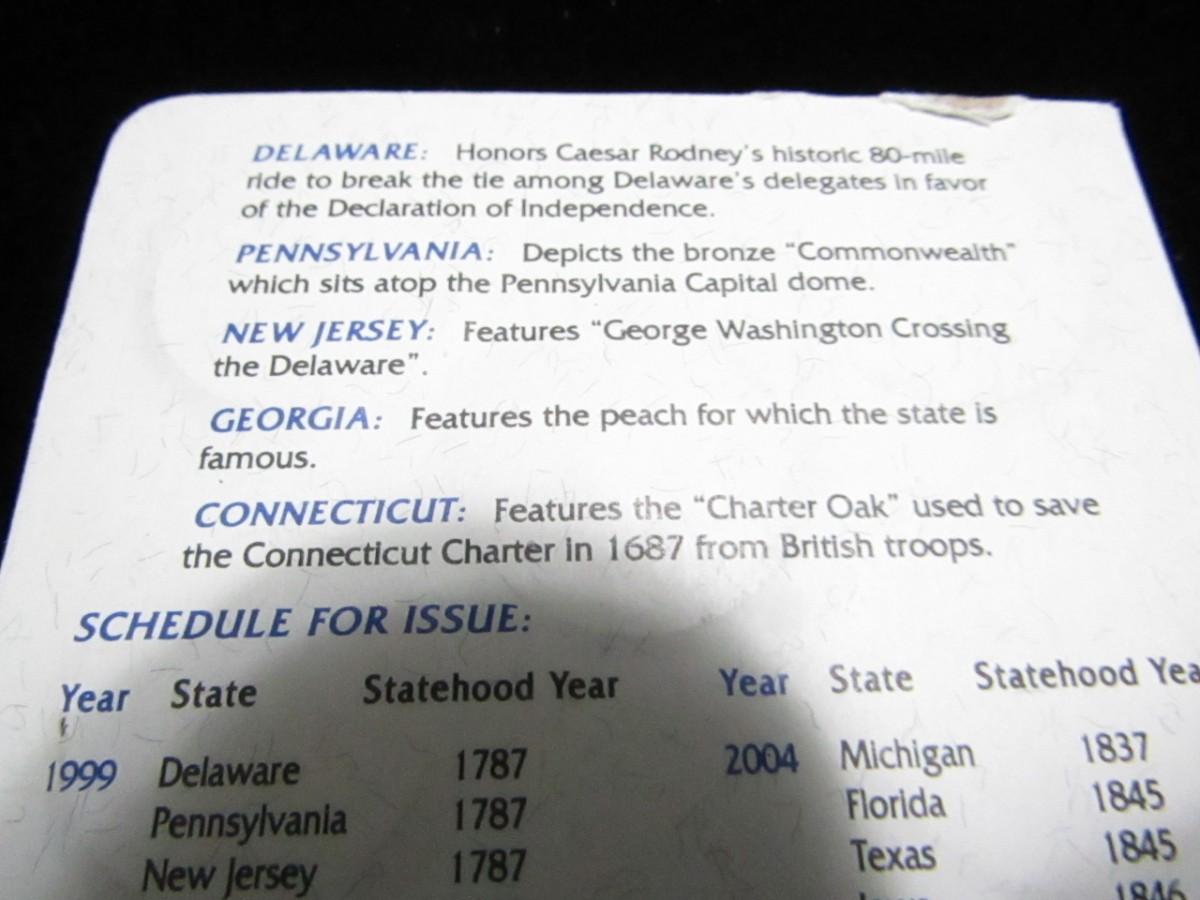 DELAWARE: Honors Caesar Rodney's historic 80-mile
ride to break the tie among Delaware's delegates in favor
of the Declaration of Independence.
PENNSYLVANIA: Depicts the bronze "Commonwealth"
which sits atop the Pennsylvania Capital dome.
NEW JERSEY: Features "George Washington Crossing
the Delaware".
GEORGIA: Features the peach for which the state is
famous.
CONNECTICUT: Features the "Charter Oak" used to save
the Connecticut Charter in 1687 from British troops.
SCHEDULE FOR ISSUE:
Year State Statehood Year Year State Statehood Yea
1999 Delaware 1787 2004 Michigan 1837
Pennsylvania 1787 Florida 1845
New Jersey 1787 Texas 1845
1846